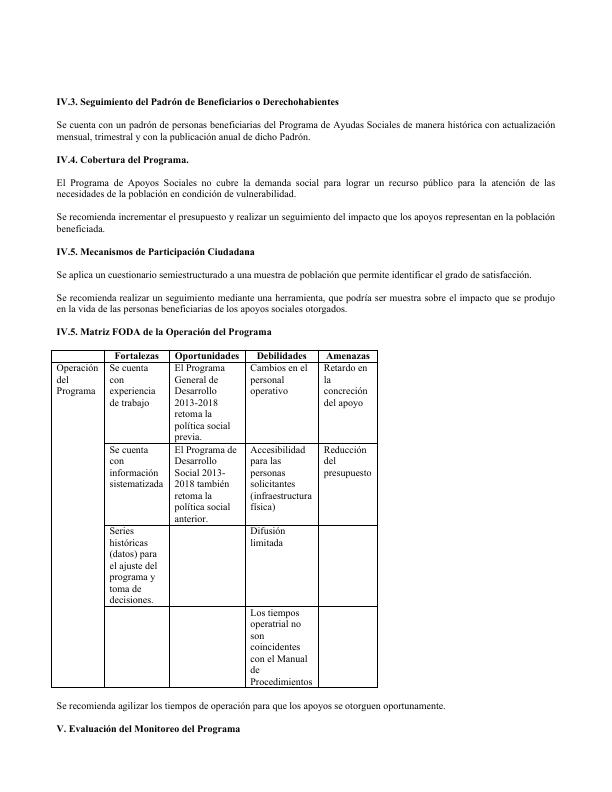 IV.3. Seguimiento del Padrón de Beneficiarios o Derechohabientes
Se cuenta con un padrón de personas beneficiarias del Programa de Ayudas Sociales de manera histórica con actualización
mensual, trimestral y con la publicación anual de dicho Padrón.
IV.4. Cobertura del Programa.
El Programa de Apoyos Sociales no cubre la demanda social para lograr un recurso público para la atención de las
necesidades de la población en condición de vulnerabilidad.
Se recomienda incrementar el presupuesto y realizar un seguimiento del impacto que los apoyos representan en la población
beneficiada.
IV.5. Mecanismos de Participación Ciudadana
Se aplica un cuestionario semiestructurado a una muestra de población que permite identificar el grado de satisfacción.
Se recomienda realizar un seguimiento mediante una herramienta, que podría ser muestra sobre el impacto que se produjo
en la vida de las personas beneficiarias de los apoyos sociales otorgados.
IV.5. Matriz FODA de la Operación del Programa
Fortalezas Oportunidades Debilidades Amenazas
Operación
del
Programa
Se cuenta
con
experiencia
de trabajo
El Programa
General de
Desarrollo
2013-2018
retoma la
política social
previa.
Cambios en el
personal
operativo
Retardo en
la
concreción
del apoyo
Se cuenta
con
información
sistematizada
El Programa de
Desarrollo
Social 2013-
2018 también
retoma la
política social
anterior.
Accesibilidad
para las
personas
solicitantes
(infraestructura
física)
Reducción
del
presupuesto
Series
históricas
(datos) para
el ajuste del
programa y
toma de
decisiones.
Difusión
limitada
Los tiempos
operatrial no
son
coincidentes
con el Manual
de
Procedimientos
Se recomienda agilizar los tiempos de operación para que los apoyos se otorguen oportunamente.
V. Evaluación del Monitoreo del Programa